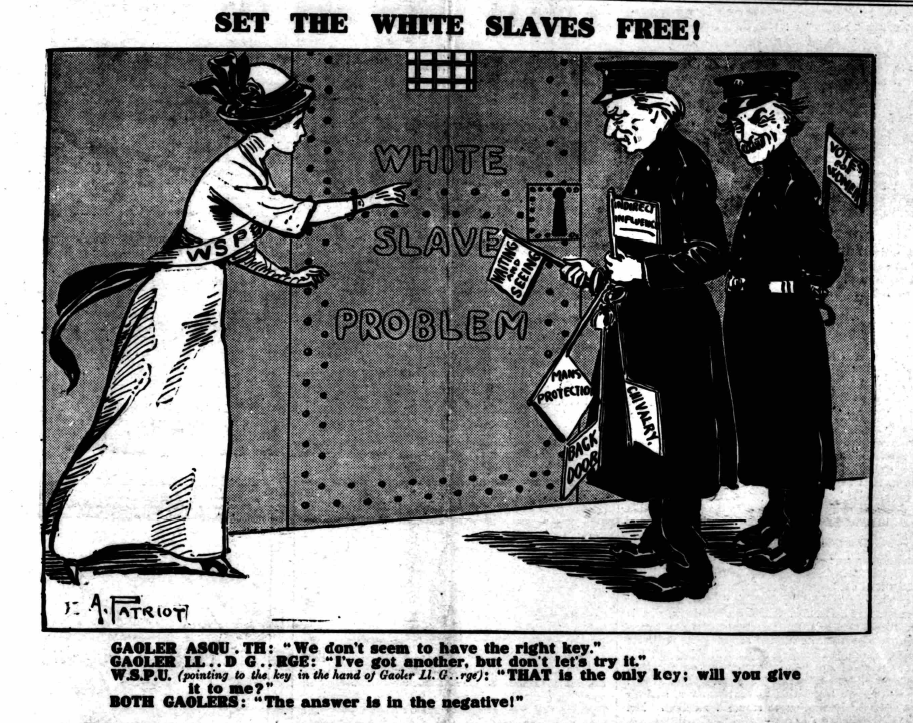 SET THE WHITE SLAVES FREE!
WHITE
SLAVE
PROBLEM
WSPU
WAITING
AND
SEEING
INDIRECT
INFLUENCE
MAN'S
PROTECTION
BACK
DOOR
CHIVALRY.
VOTES
FOR
WOMEN
A. PATRIOT
GAOLER ASQU . TH: "We don't seem to have the right key."
GAOLER LL . . D G . . RGE: "I've got another, but don't let's try it."
W.S.P.U. (pointing to the key in the hand of Gaoler Ll. G . . rge): "THAT is the only key; will you give
it to me?"
BOTH GAOLERS: "The answer is in the negative!"